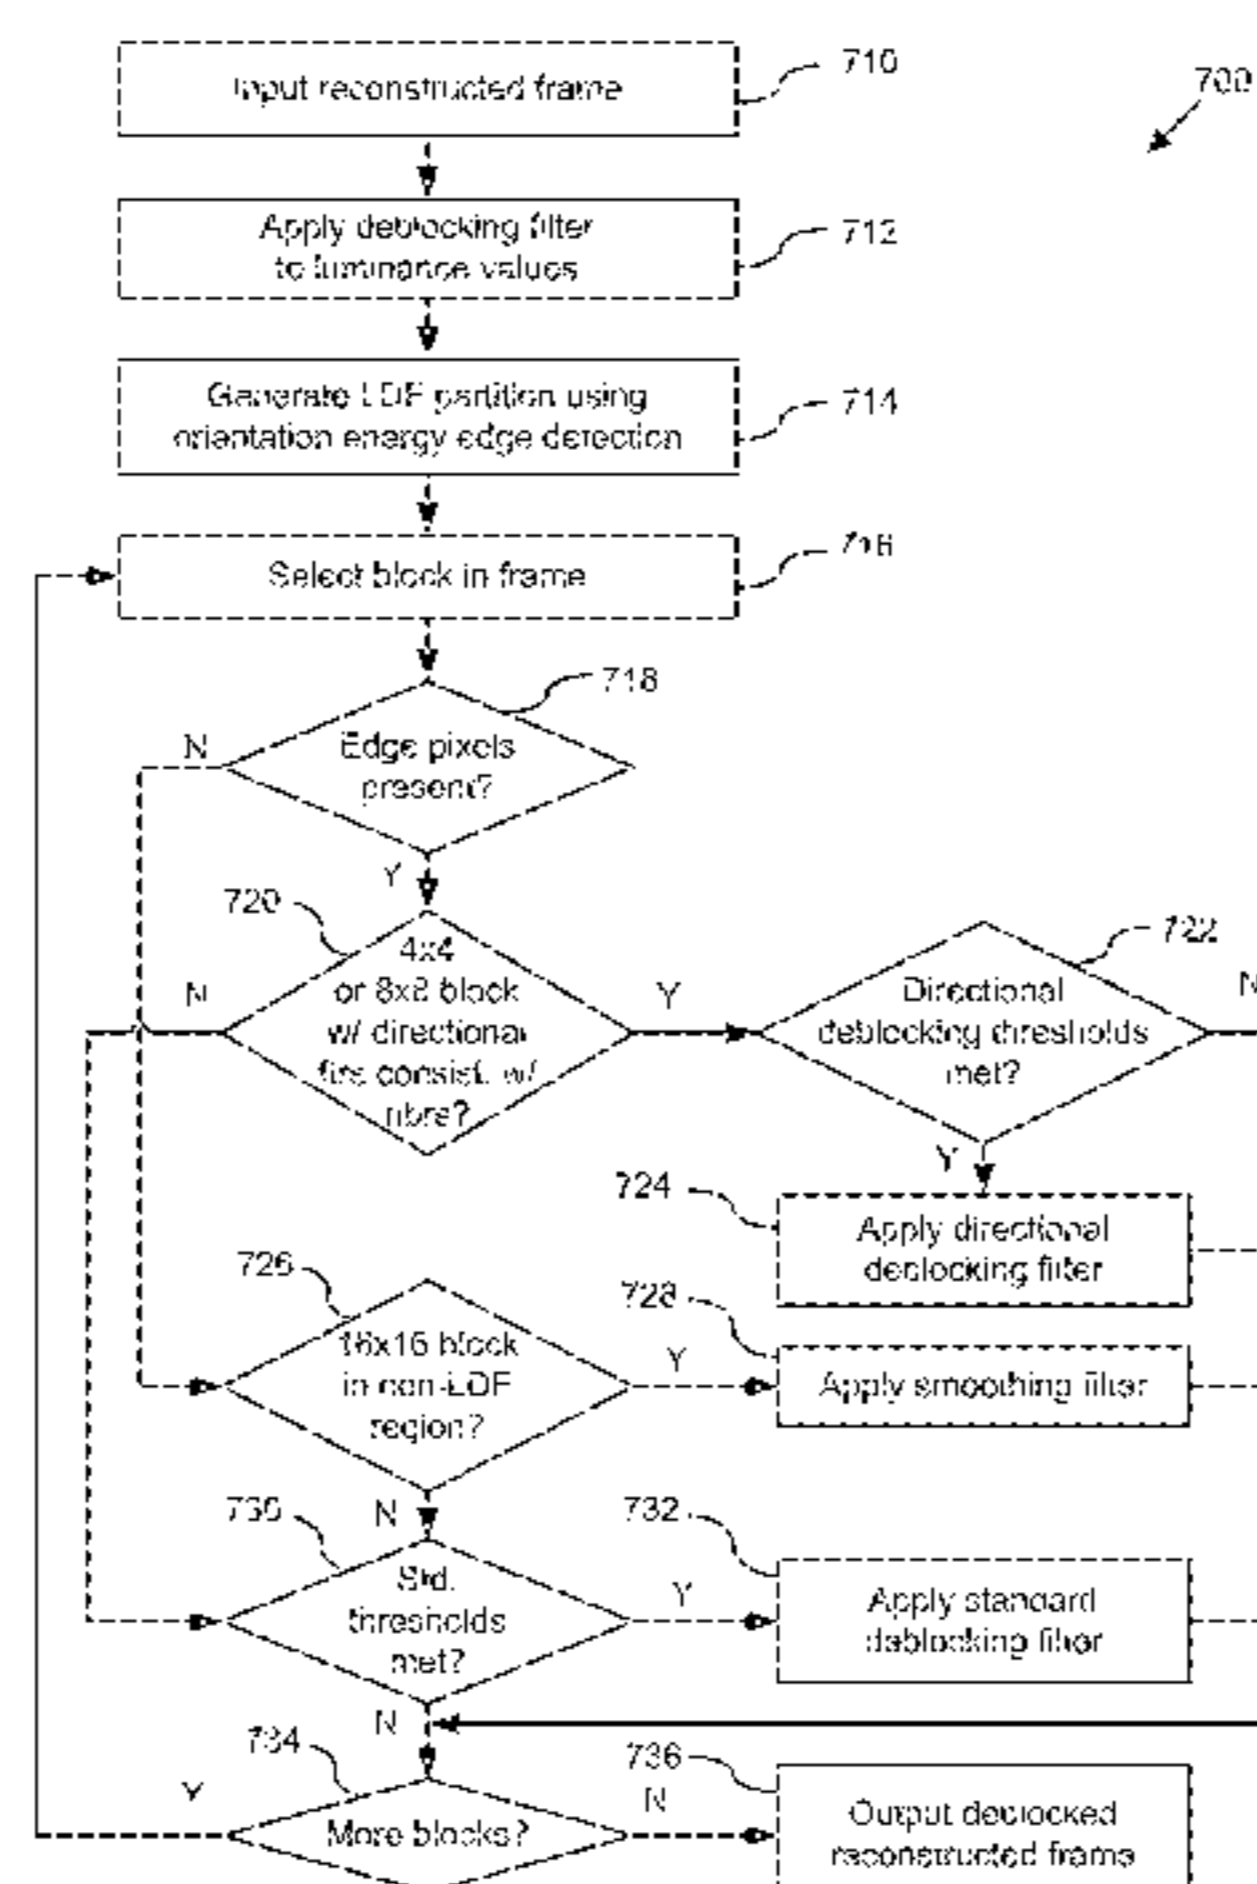 Input reconstructed frame
710
700
Apply deblocking filter
to luminance values
712
Generate LDF partition using
orientation energy edge detection
714
Select block in frame
716
718
Edge pixels
present?
N
Y
720
4x4
or 8x8 block
w/ directional
ftrs consist. w/
nbrs?
N
Y
722
Directional
deblocking thresholds
met?
N
Y
724
Apply directional
deblocking filter
726
16x16 block
in non-LDF
region?
Y
728
Apply smoothing filter
N
730
Std.
thresholds
met?
Y
732
Apply standard
deblocking filter
N
734
More blocks?
Y
N
736
Output deblocked
reconstructed frame